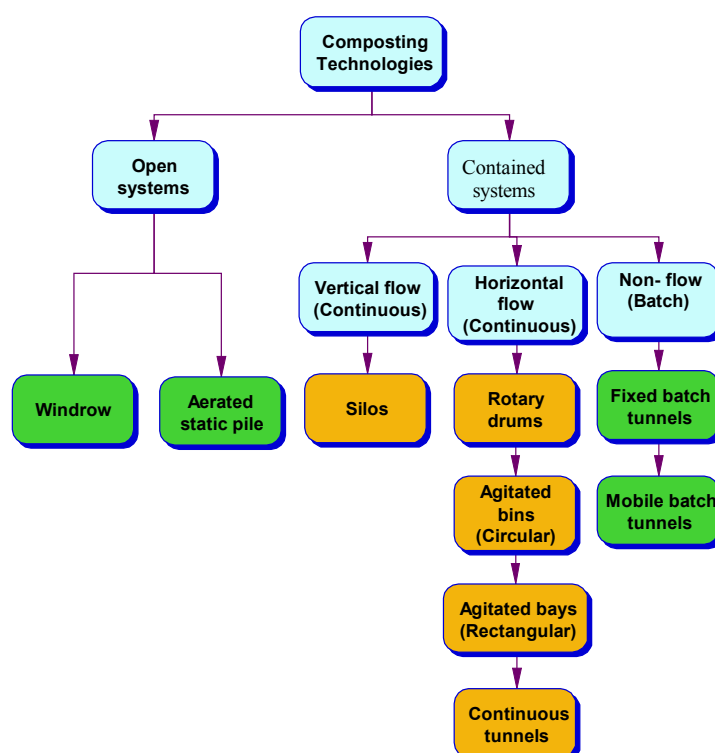 Composting
Technologies
Open
systems
Contained
systems
Vertical flow
(Continuous)
Horizontal
flow
(Continuous)
Non- flow
(Batch)
Windrow
Aerated
static pile
Silos
Rotary
drums
Fixed batch
tunnels
Agitated
bins
(Circular)
Mobile batch
tunnels
Agitated bays
(Rectangular)
Continuous
tunnels